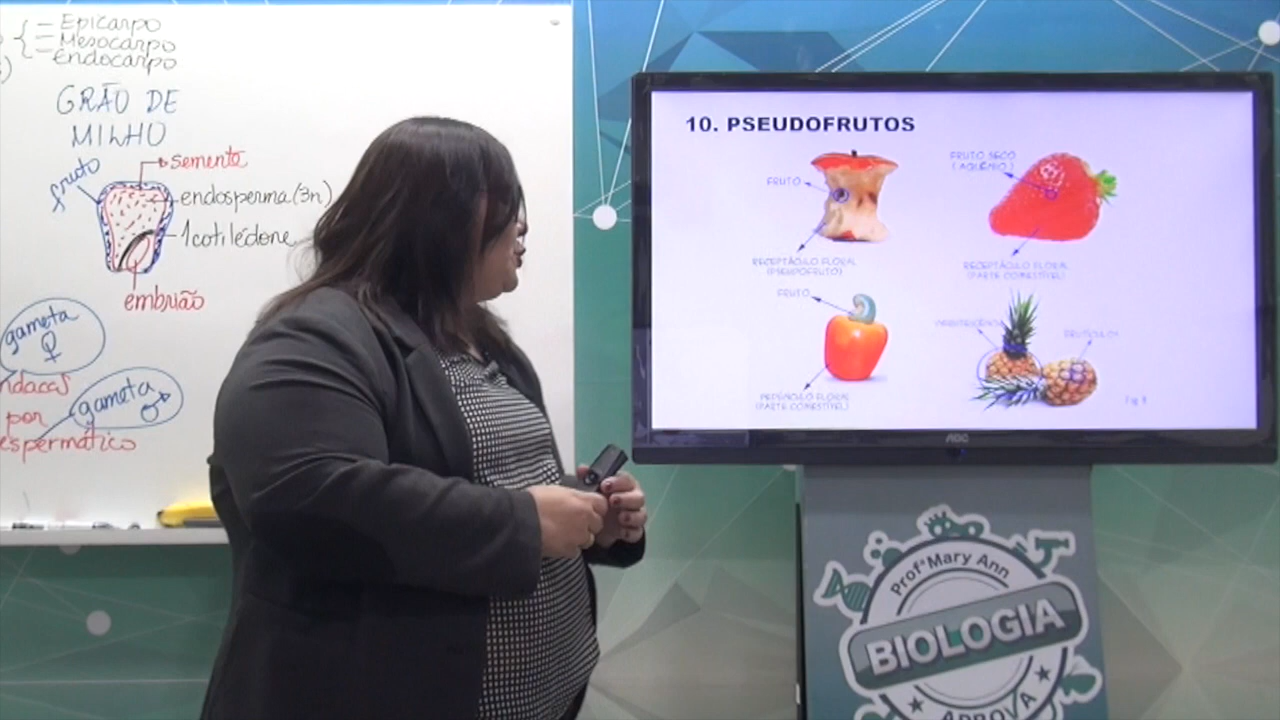 = Epicarpo
= Mesocarpo
Endocarpo
GRÃO DE
MILHO
fruto
semente
endosperma (3n)
1 cotilédone
embrião
gameta ♀
gameta ♂
por
espermático
10. PSEUDOFRUTOS
FRUTO
RECEPTÁCULO FLORAL
(PSEUDOFRUTO)
FRUTO SECO
(AQUÊNIO)
RECEPTÁCULO FLORAL
(PARTE COMESTÍVEL)
FRUTO
PEDÚNCULO FLORAL
(PARTE COMESTÍVEL)
AOC
Profª Mary Ann
BIOLOGIA
APROVA